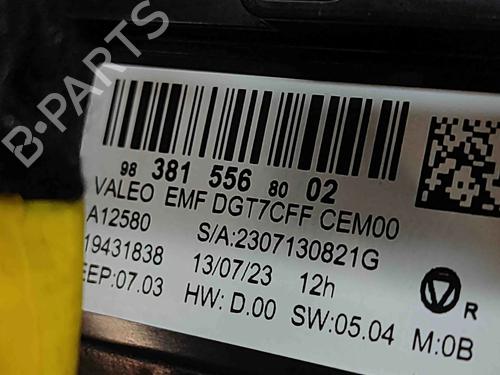 B-PARTS
98 381 556 80 02
VALEO EMF DGT7CFF CEM00
A12580 S/A:2307130821G
19431838 13/07/23 12h
EEP:07.03 HW: D.00 SW:05.04 M:0B
R